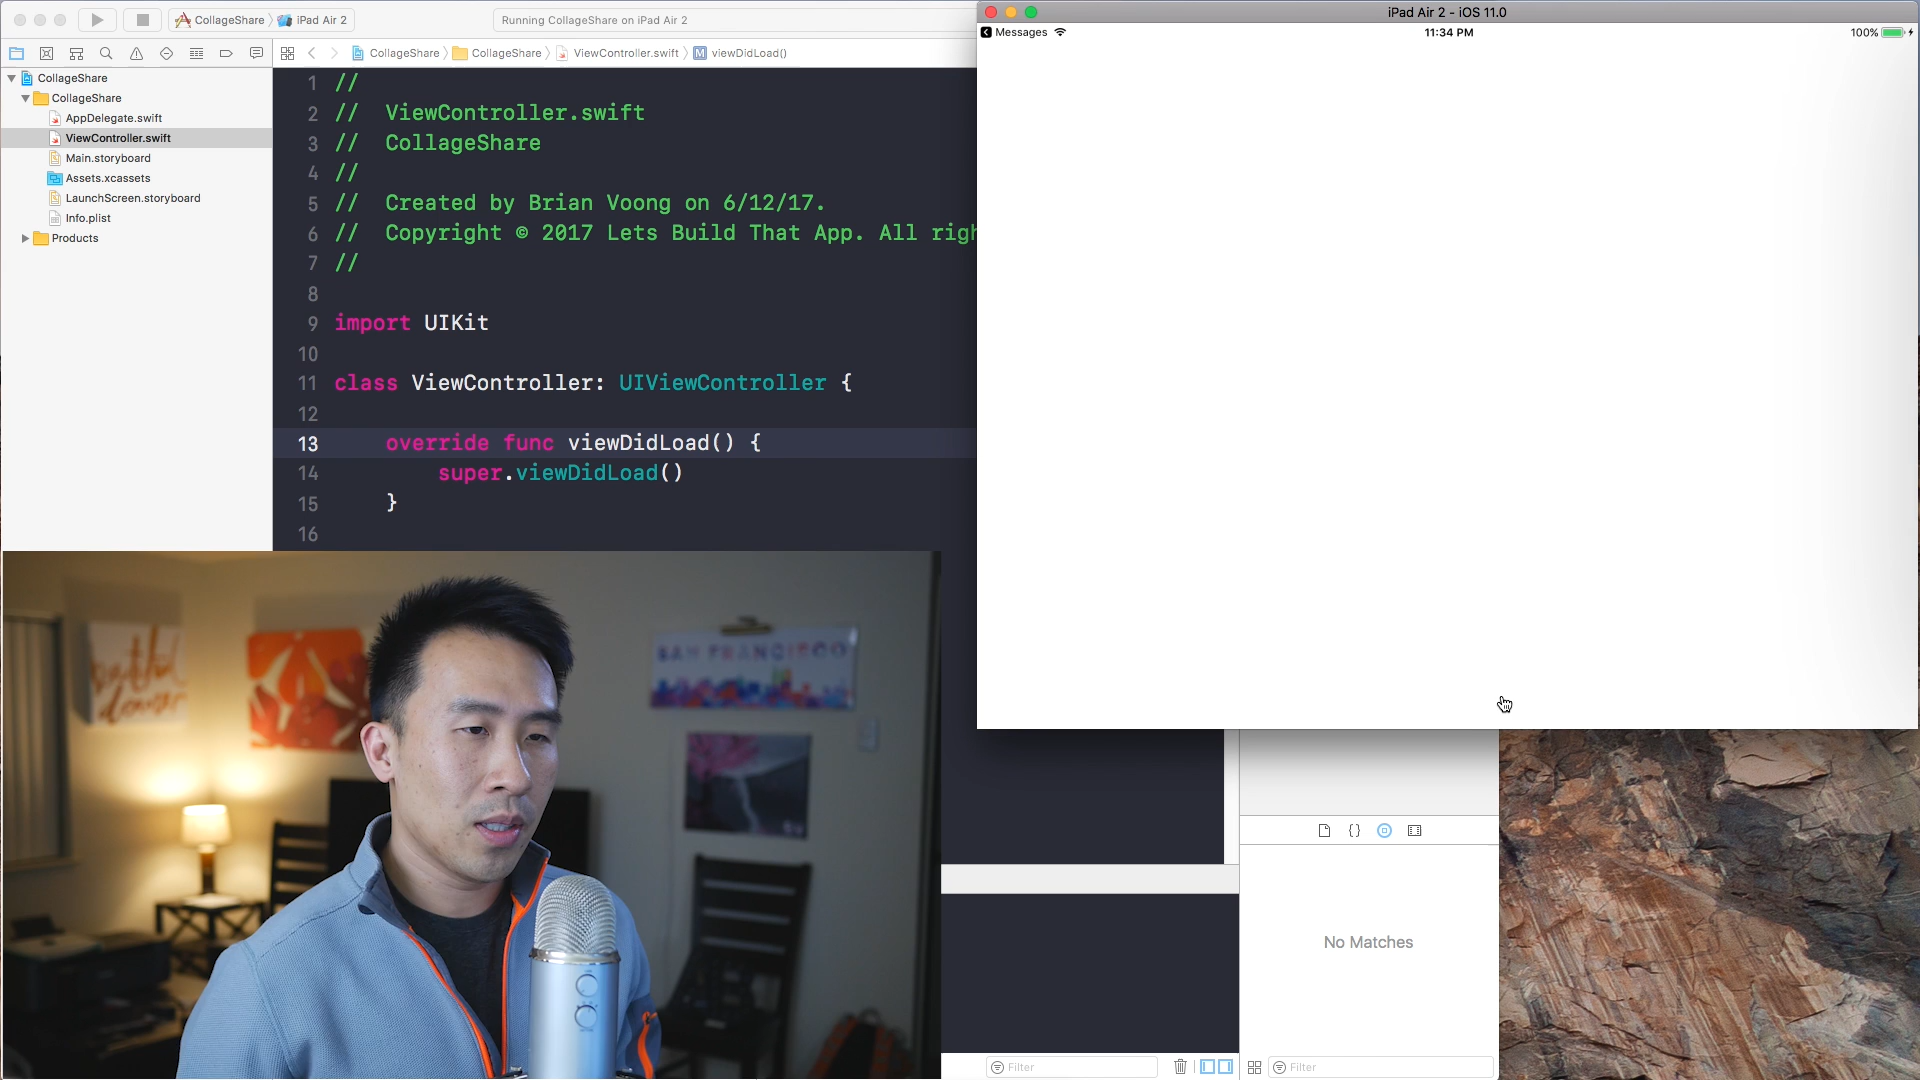 CollageShare
iPad Air 2
Running CollageShare on iPad Air 2
iPad Air 2 - iOS 11.0
Messages
11:34 PM
100%
CollageShare
CollageShare
ViewController.swift
M
viewDidLoad()
CollageShare
CollageShare
AppDelegate.swift
ViewController.swift
Main.storyboard
Assets.xcassets
LaunchScreen.storyboard
Info.plist
Products
1 //
2 // ViewController.swift
3 // CollageShare
4 //
5 // Created by Brian Voong on 6/12/17.
6 // Copyright © 2017 Lets Build That App. All righ
7 //
8
9 import UIKit
10
11 class ViewController: UIViewController {
12
13 override func viewDidLoad() {
14 super.viewDidLoad()
15 }
16
SAN FRANCISCO
{}
No Matches
Filter
Filter